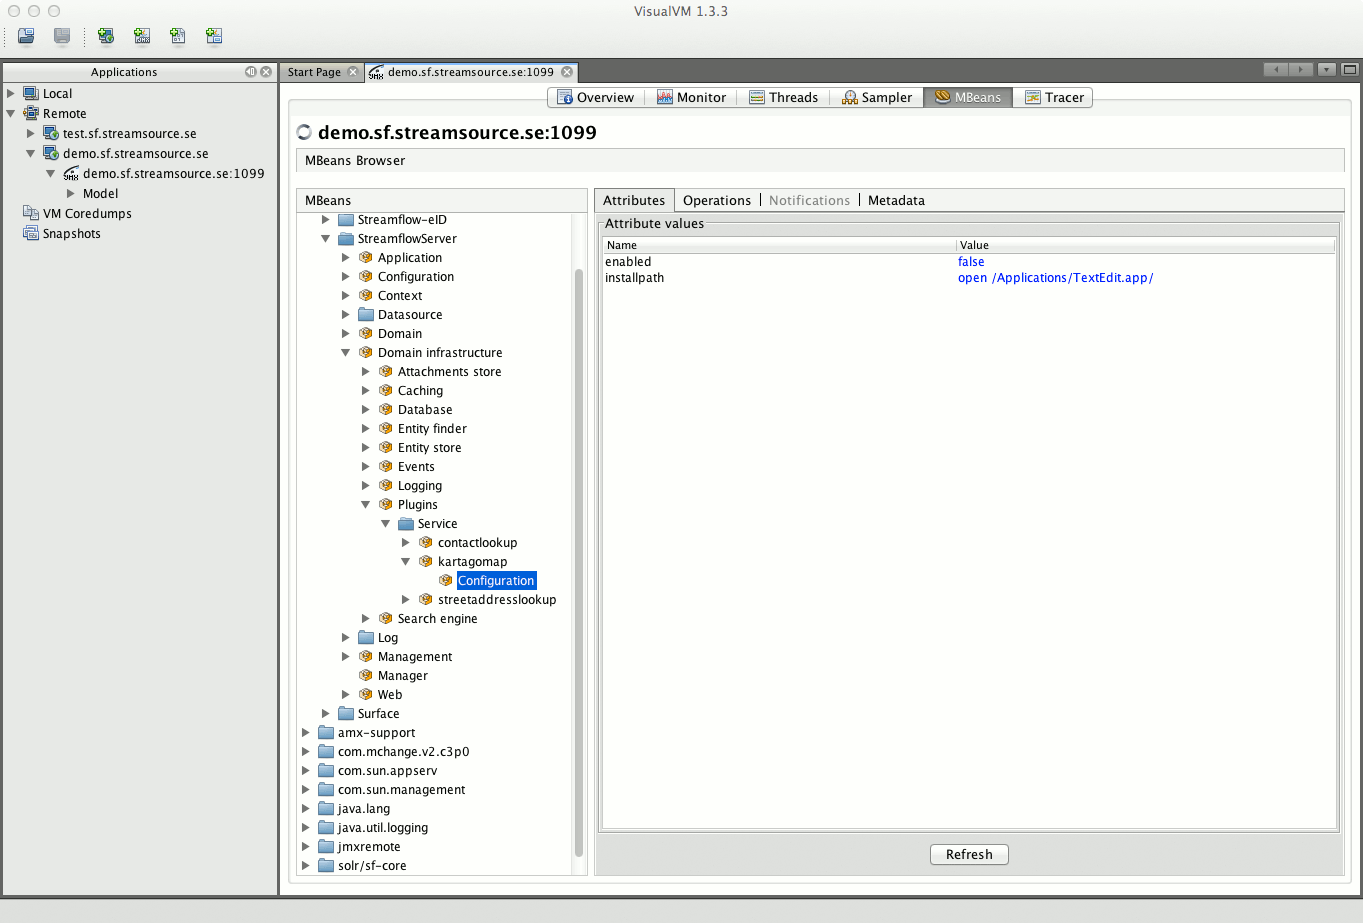 VisualVM 1.3.3
Applications
Local
Remote
test.sf.streamsource.se
demo.sf.streamsource.se
demo.sf.streamsource.se:1099
Model
VM Coredumps
Snapshots
Start Page
demo.sf.streamsource.se:1099
Overview
Monitor
Threads
Sampler
MBeans
Tracer
demo.sf.streamsource.se:1099
MBeans Browser
MBeans
Streamflow-eID
StreamflowServer
Application
Configuration
Context
Datasource
Domain
Domain infrastructure
Attachments store
Caching
Database
Entity finder
Entity store
Events
Logging
Plugins
Service
contactlookup
kartagomap
Configuration
streetaddresslookup
Search engine
Log
Management
Manager
Web
Surface
amx-support
com.mchange.v2.c3p0
com.sun.appserv
com.sun.management
java.lang
java.util.logging
jmxremote
solr/sf-core
Attributes
Operations
Notifications
Metadata
Attribute values
Name Value
enabled false
installpath open /Applications/TextEdit.app/
Refresh